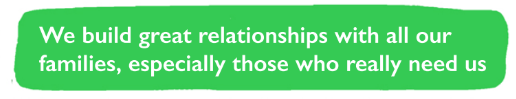 We build great relationships with all our
families, especially those who really need us